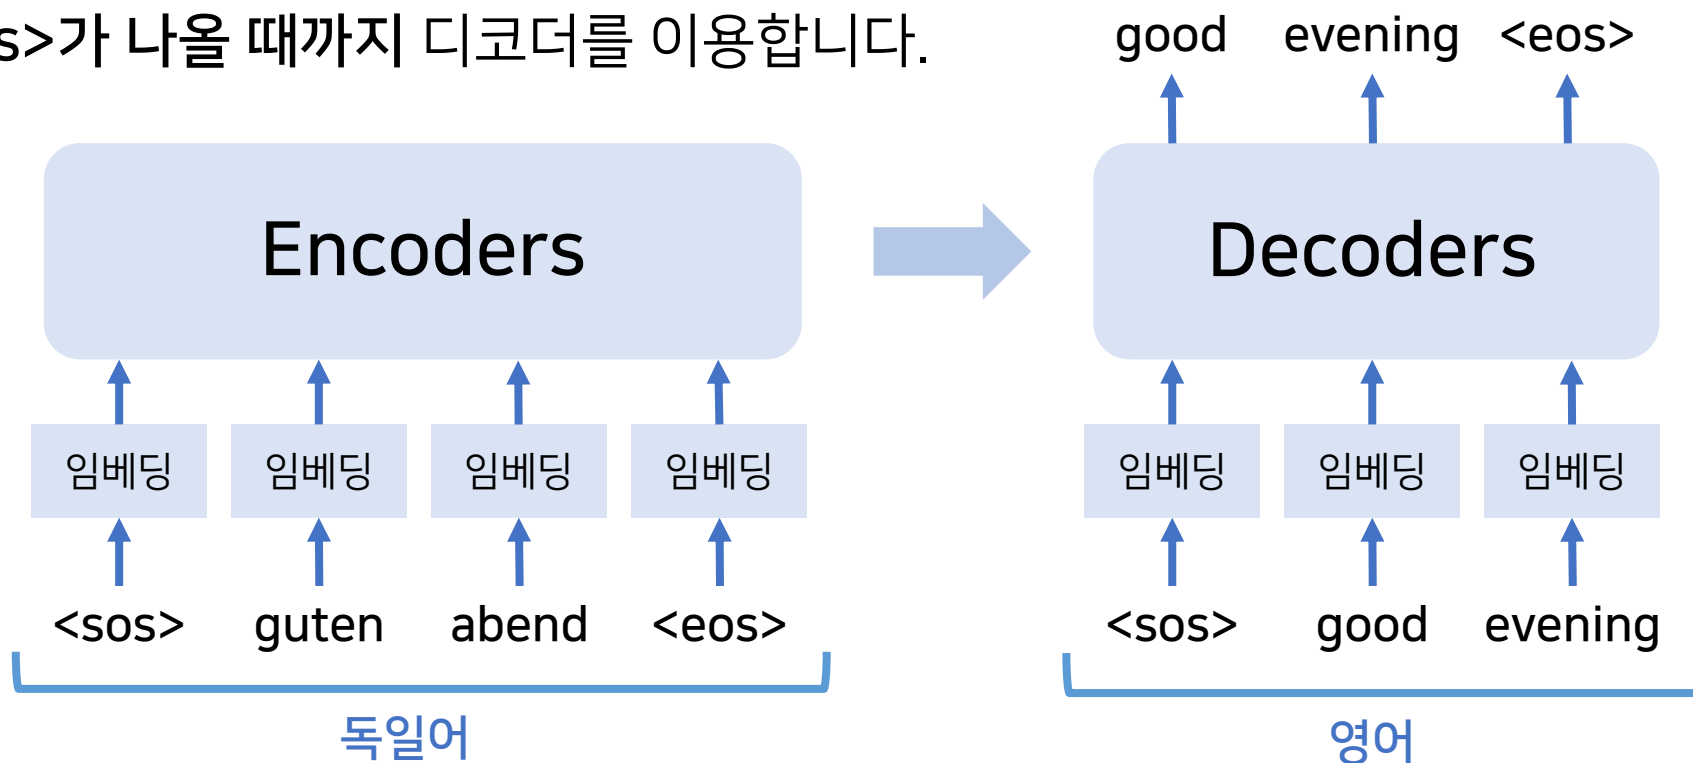 s>가 나올 때까지 디코더를 이용합니다.
good evening <eos>
Encoders
Decoders
임베딩 임베딩 임베딩 임베딩
임베딩 임베딩 임베딩
<sos> guten abend <eos>
<sos> good evening
독일어
영어